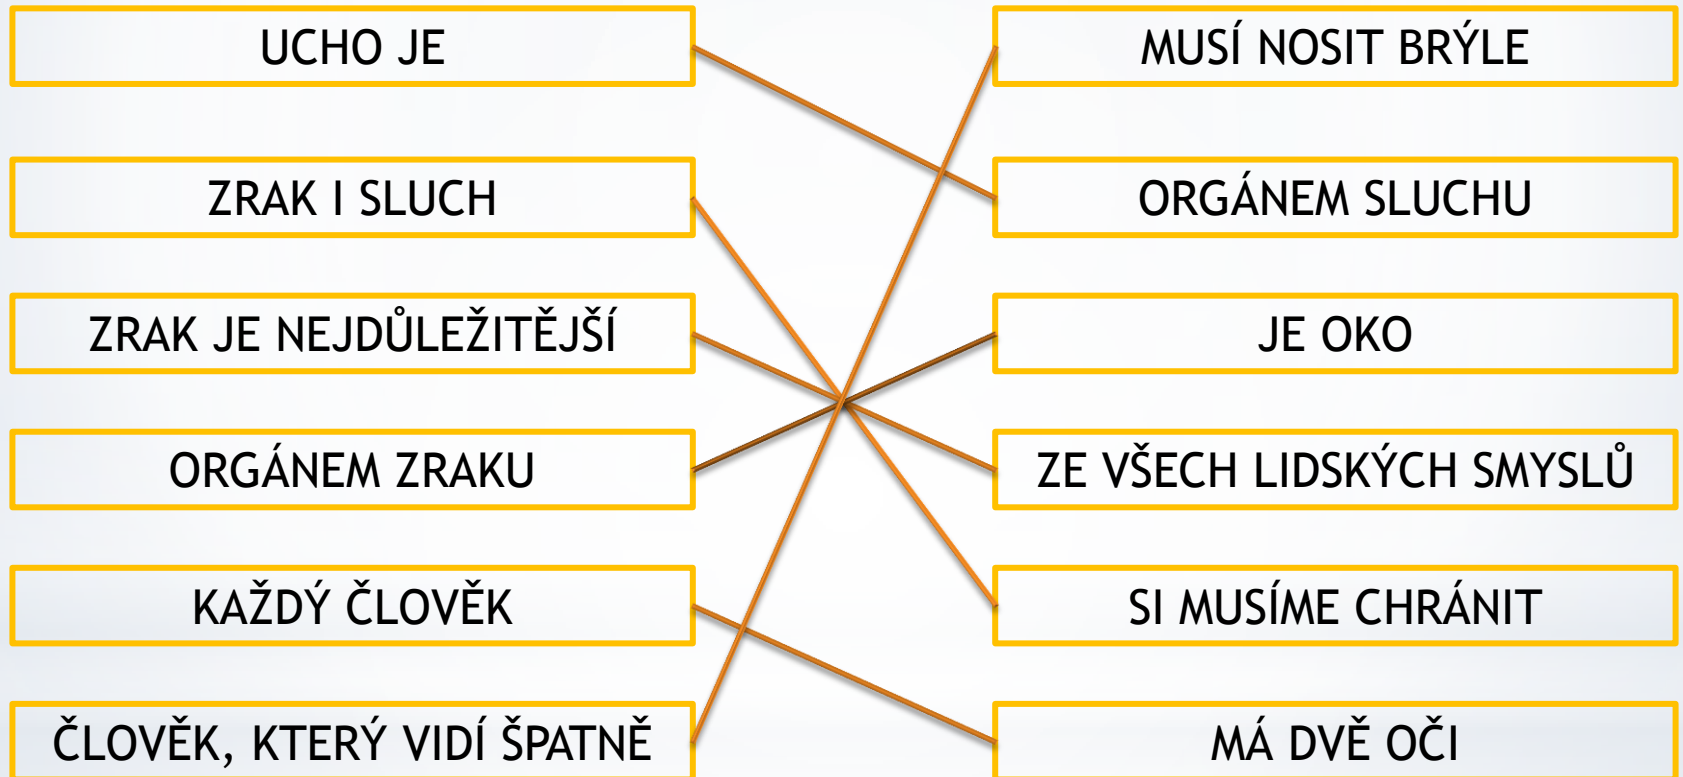 UCHO JE
MUSÍ NOSIT BRÝLE
ZRAK I SLUCH
ORGÁNEM SLUCHU
ZRAK JE NEJDŮLEŽITĚJŠÍ
JE OKO
ORGÁNEM ZRAKU
ZE VŠECH LIDSKÝCH SMYSLŮ
KAŽDÝ ČLOVĚK
SI MUSÍME CHRÁNIT
ČLOVĚK, KTERÝ VIDÍ ŠPATNĚ
MÁ DVĚ OČI